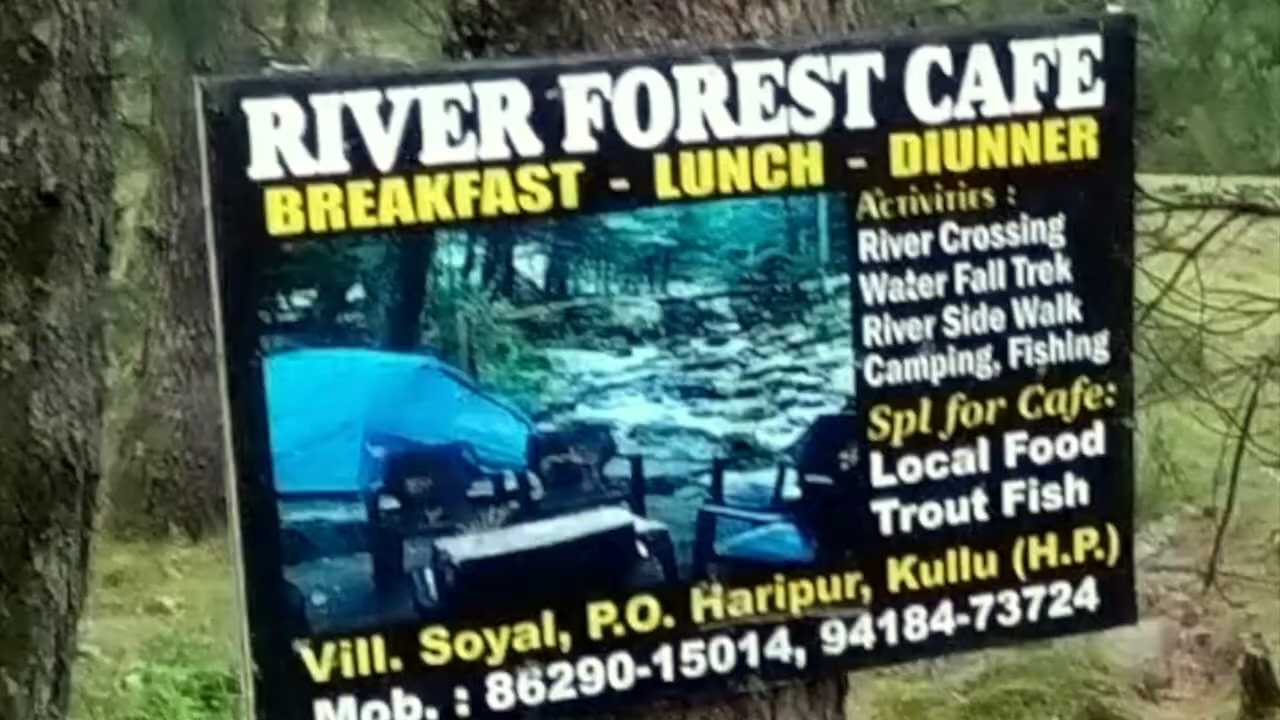 RIVER FOREST CAFE
BREAKFAST - LUNCH - DIUNNER
Activities :
River Crossing
Water Fall Trek
River Side Walk
Camping, Fishing
Spl for Cafe:
Local Food
Trout Fish
Vill. Soyal, P.O. Haripur, Kullu (H.P.)
Mob. : 86290-15014, 94184-73724